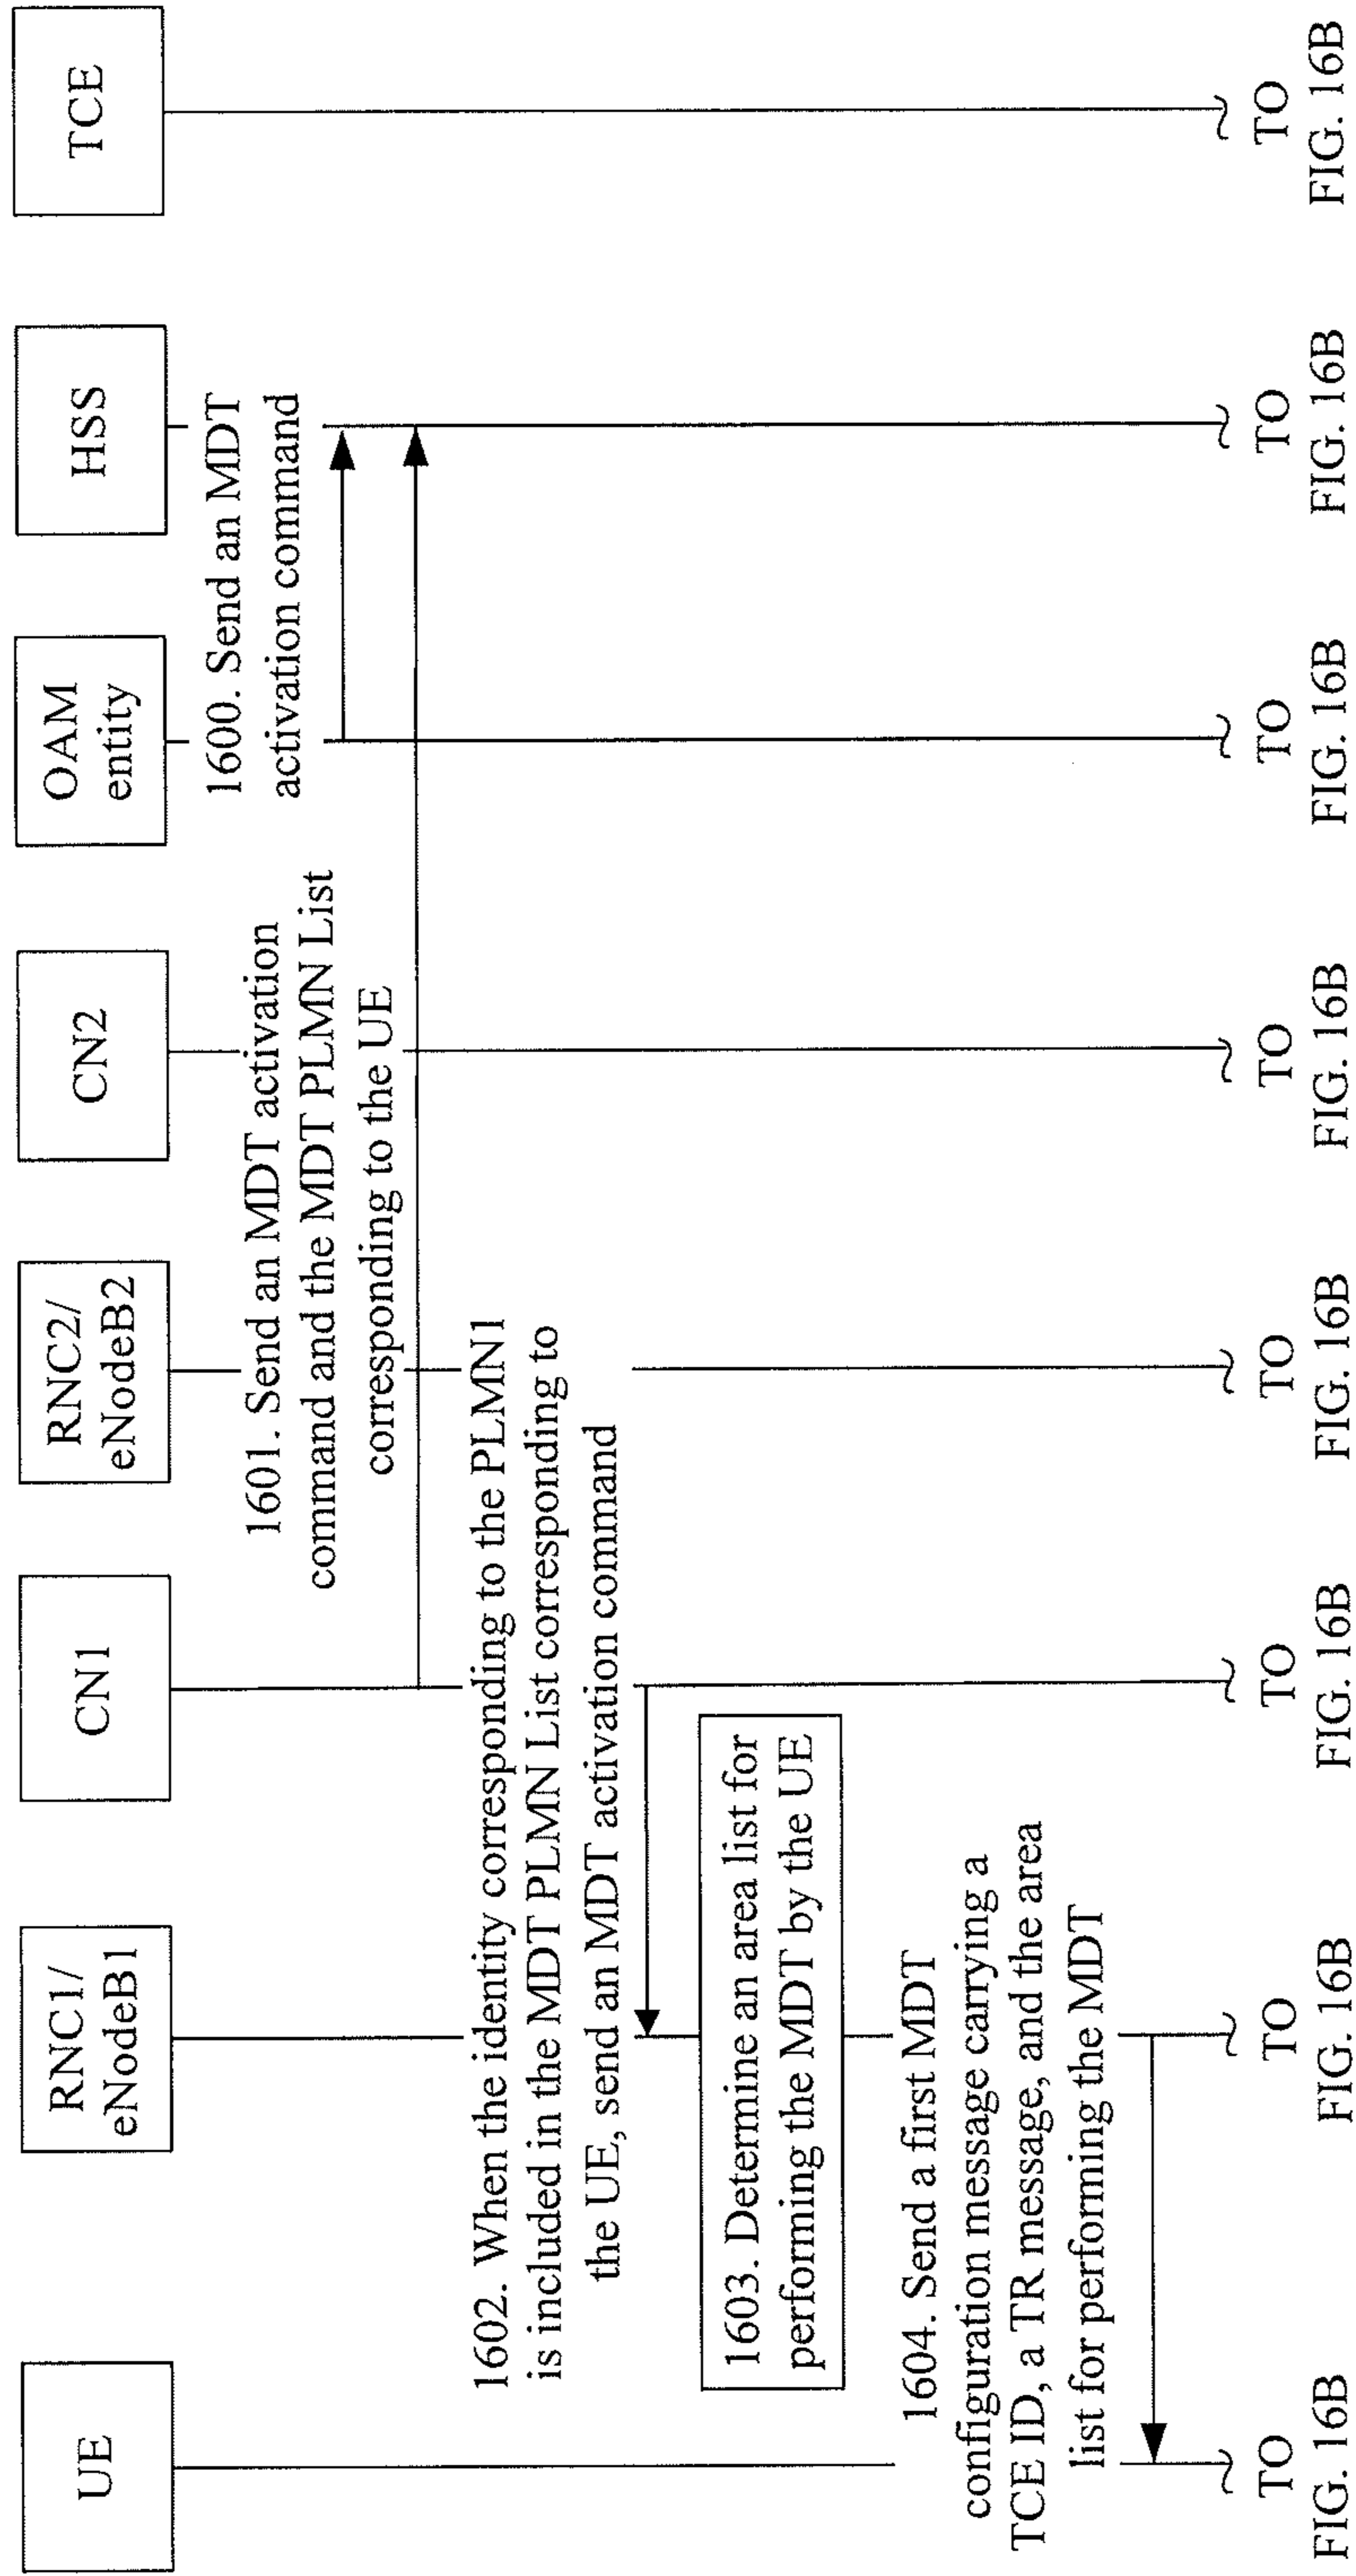 UE
RNC1/
eNodeB1
CN1
RNC2/
eNodeB2
CN2
OAM
entity
HSS
TCE
1600. Send an MDT
activation command
1601. Send an MDT activation
command and the MDT PLMN List
corresponding to the UE
1602. When the identity corresponding to the PLMN1
is included in the MDT PLMN List corresponding to
the UE, send an MDT activation command
1603. Determine an area list for
performing the MDT by the UE
1604. Send a first MDT
configuration message carrying a
TCE ID, a TR message, and the area
list for performing the MDT
TO
FIG. 16B
TO
FIG. 16B
TO
FIG. 16B
TO
FIG. 16B
TO
FIG. 16B
TO
FIG. 16B
TO
FIG. 16B
TO
FIG. 16B